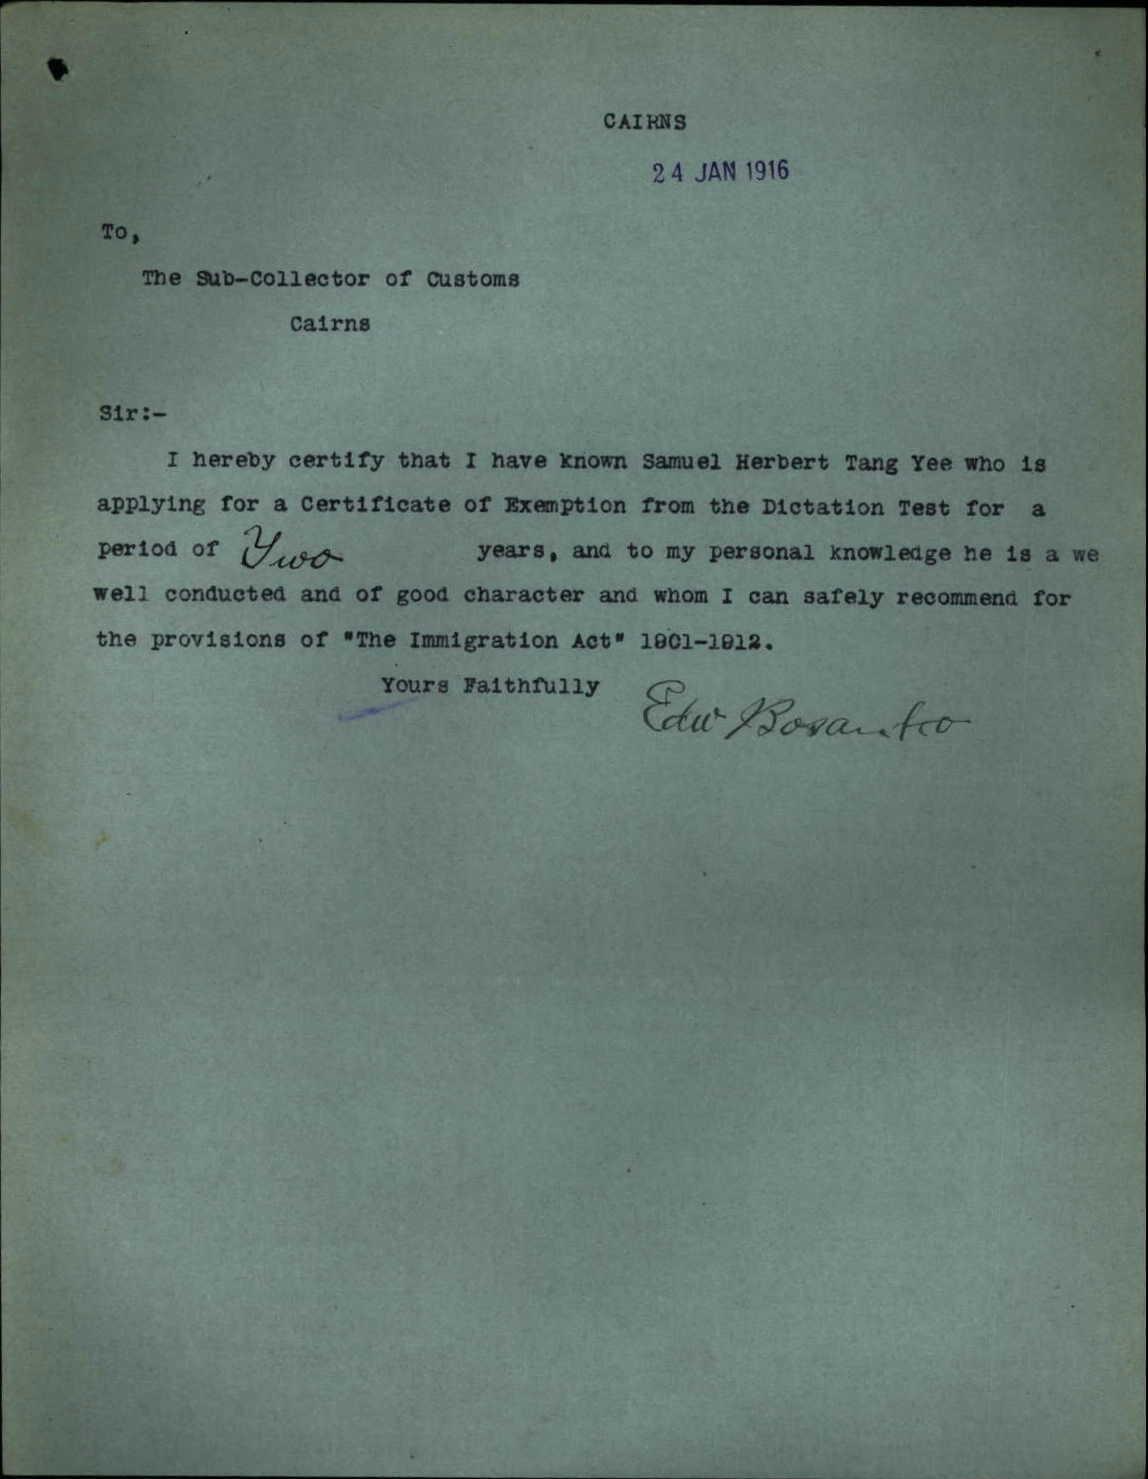 CAIRNS
24 JAN 1916
To,
The Sub-Collector of Customs
Cairns
Sir:-
I hereby certify that I have known Samuel Herbert Tang Yee who is
applying for a Certificate of Exemption from the Dictation Test for a
period of Two years, and to my personal knowledge he is a we
well conducted and of good character and whom I can safely recommend for
the provisions of "The Immigration Act" 1901-1912.
Yours Faithfully
Edw